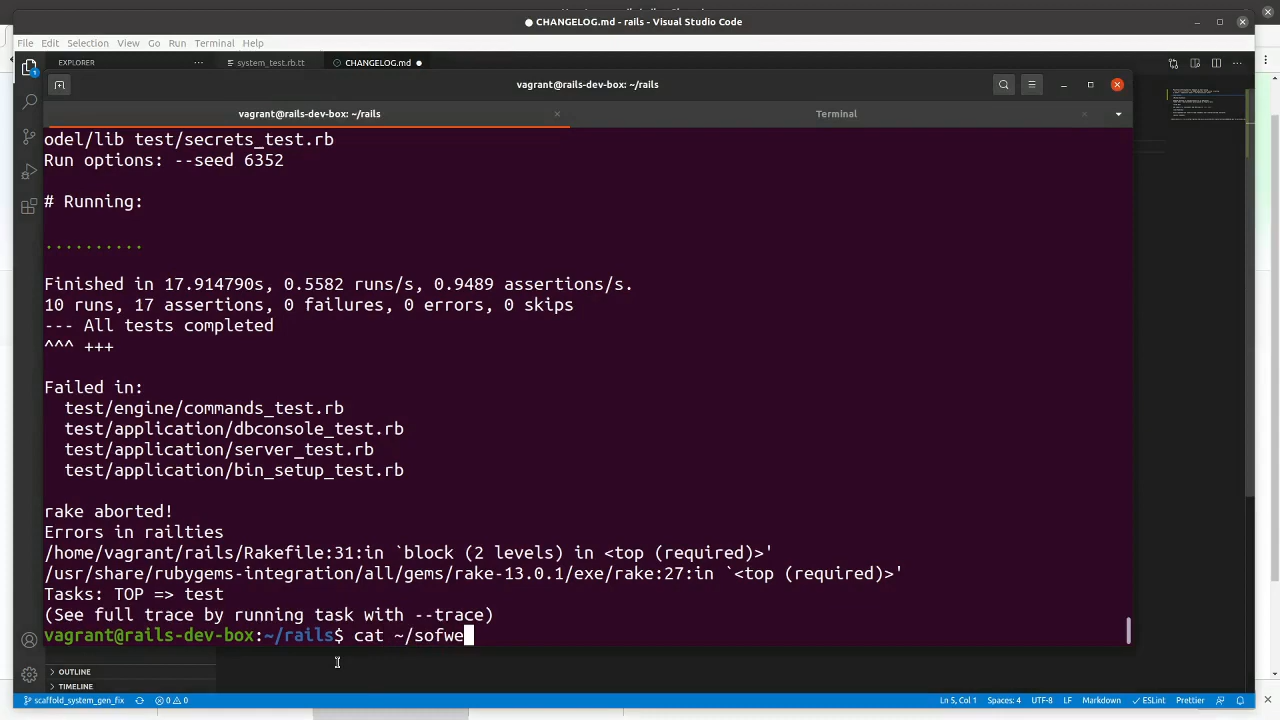 CHANGELOG.md - rails - Visual Studio Code
File Edit Selection View Go Run Terminal Help
EXPLORER ··· system_test.rb.tt CHANGELOG.md ●
vagrant@rails-dev-box: ~/rails
vagrant@rails-dev-box: ~/rails Terminal
odel/lib test/secrets_test.rb
Run options: --seed 6352
# Running:
..........
Finished in 17.914790s, 0.5582 runs/s, 0.9489 assertions/s.
10 runs, 17 assertions, 0 failures, 0 errors, 0 skips
--- All tests completed
^^^ +++
Failed in:
test/engine/commands_test.rb
test/application/dbconsole_test.rb
test/application/server_test.rb
test/application/bin_setup_test.rb
rake aborted!
Errors in railties
/home/vagrant/rails/Rakefile:31:in `block (2 levels) in <top (required)>'
/usr/share/rubygems-integration/all/gems/rake-13.0.1/exe/rake:27:in `<top (required)>'
Tasks: TOP => test
(See full trace by running task with --trace)
vagrant@rails-dev-box:~/rails$ cat ~/sofwe
OUTLINE
TIMELINE
scaffold_system_gen_fix 0 0 Ln 5, Col 1 Spaces: 4 UTF-8 LF Markdown ESLint Prettier